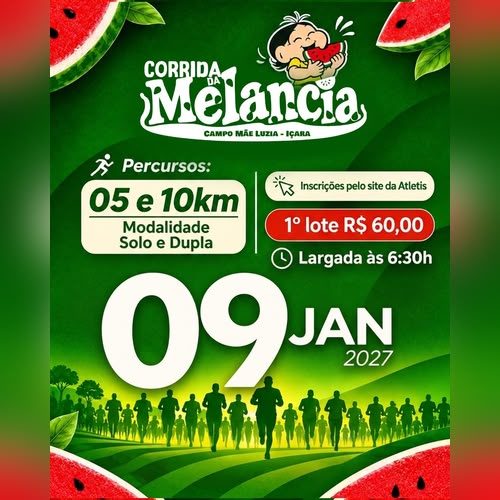 CORRIDA
DA
Melancia
CAMPO MÃE LUZIA - IÇARA
Percursos:
05 e 10km
Modalidade
Solo e Dupla
Inscrições pelo site da Atletis
1º lote R$ 60,00
Largada às 6:30h
09 JAN
2027